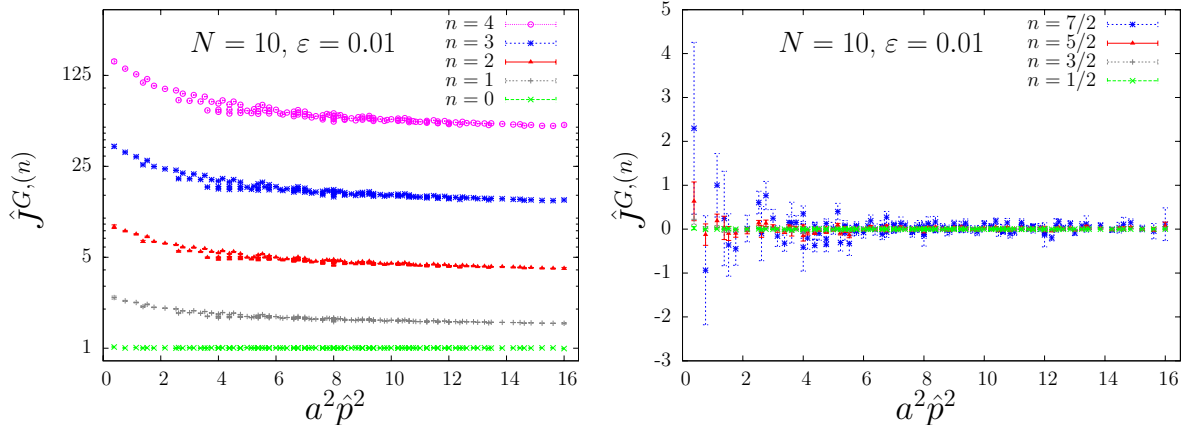 N = 10, ε = 0.01
n = 4
n = 3
n = 2
n = 1
n = 0
125
25
5
1
Ĵ^{G,(n)}
0 2 4 6 8 10 12 14 16
a²p̂²
N = 10, ε = 0.01
n = 7/2
n = 5/2
n = 3/2
n = 1/2
5
4
3
2
1
0
-1
-2
-3
Ĵ^{G,(n)}
0 2 4 6 8 10 12 14 16
a²p̂²